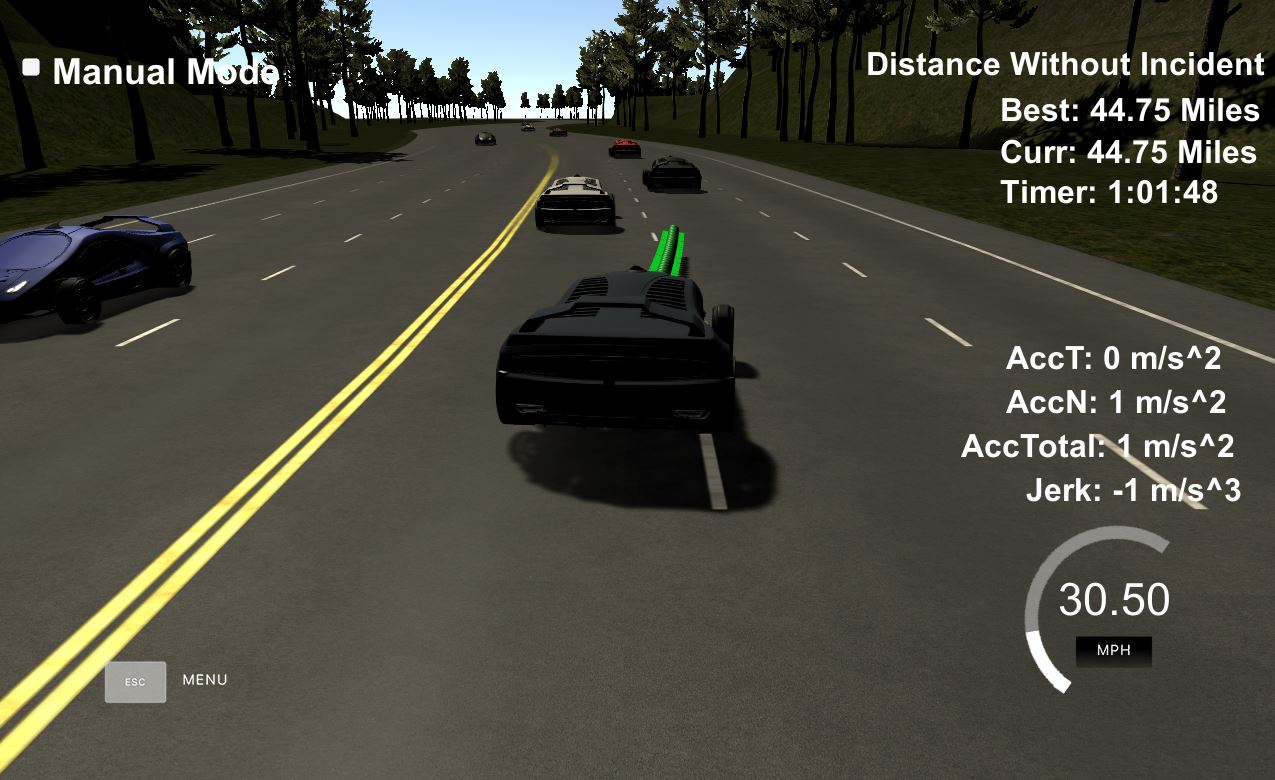 Manual Mode
Distance Without Incident
Best: 44.75 Miles
Curr: 44.75 Miles
Timer: 1:01:48
AccT: 0 m/s^2
AccN: 1 m/s^2
AccTotal: 1 m/s^2
Jerk: -1 m/s^3
30.50
MPH
ESC MENU